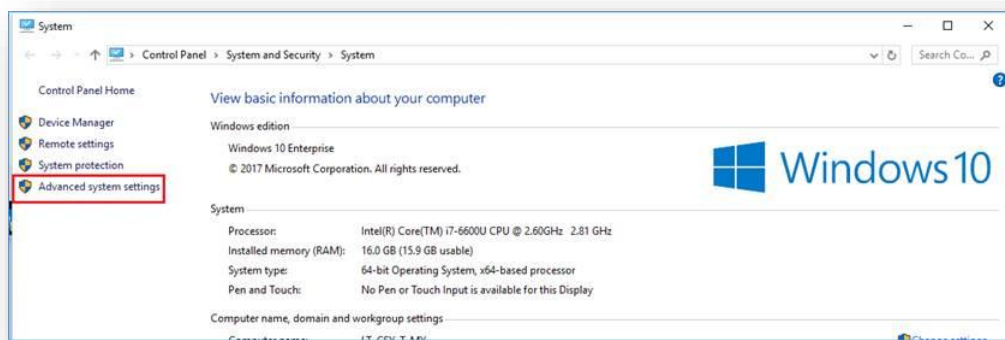 System
Control Panel > System and Security > System
Search Co...
Control Panel Home
Device Manager
Remote settings
System protection
Advanced system settings
View basic information about your computer
Windows edition
Windows 10 Enterprise
© 2017 Microsoft Corporation. All rights reserved.
Windows 10
System
Processor: Intel(R) Core(TM) i7-6600U CPU @ 2.60GHz 2.81 GHz
Installed memory (RAM): 16.0 GB (15.9 GB usable)
System type: 64-bit Operating System, x64-based processor
Pen and Touch: No Pen or Touch Input is available for this Display
Computer name, domain and workgroup settings
Change settings